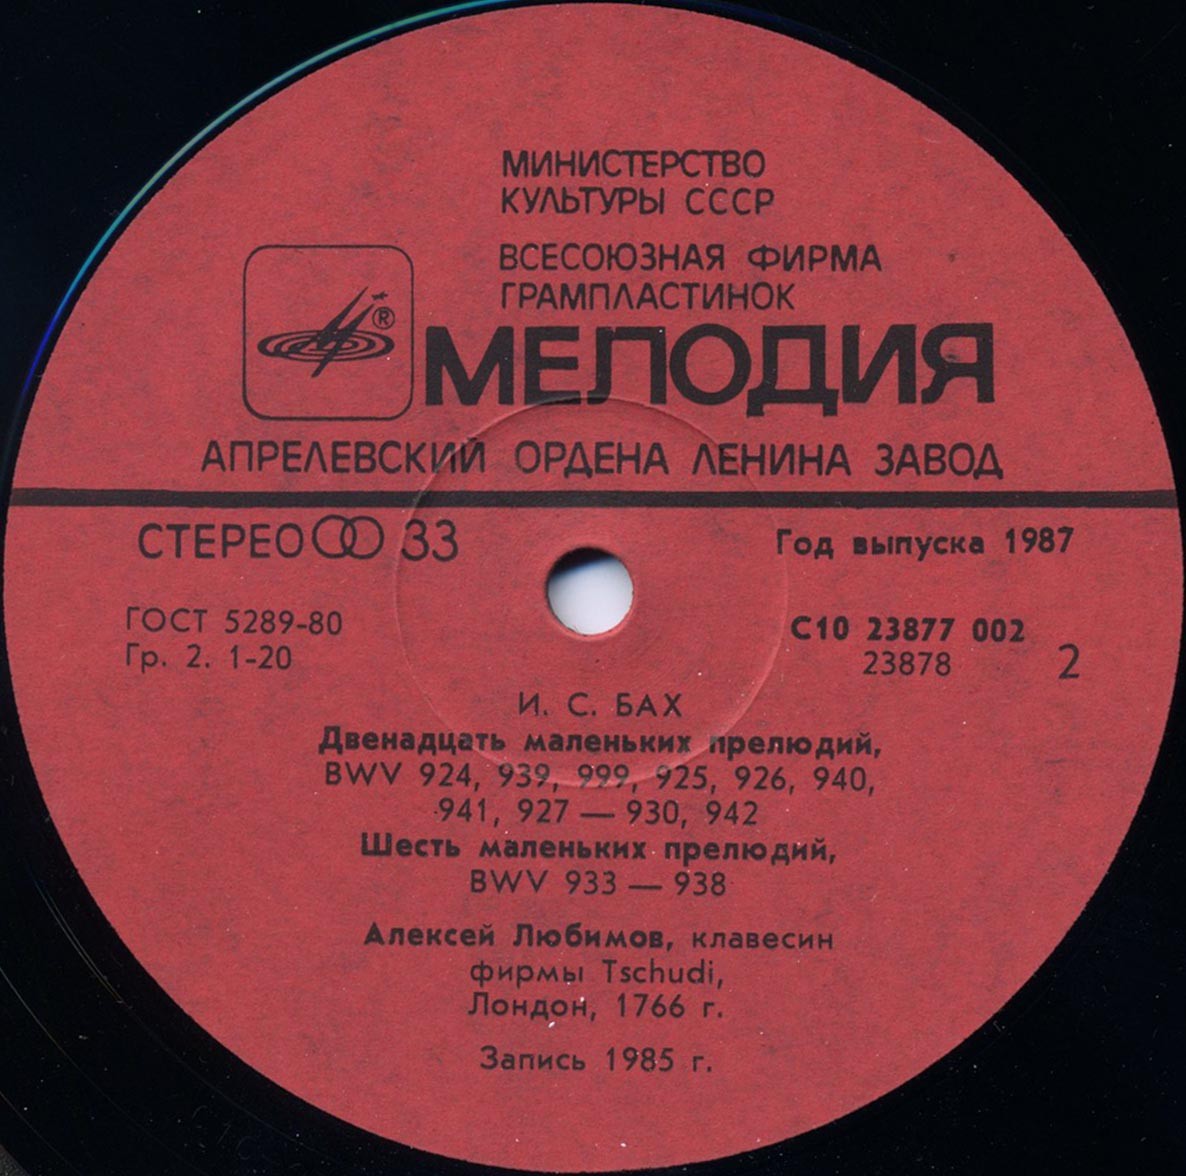 МИНИСТЕРСТВО
КУЛЬТУРЫ СССР
ВСЕСОЮЗНАЯ ФИРМА
ГРАМПЛАСТИНОК
®
МЕЛОДИЯ
АПРЕЛЕВСКИЙ ОРДЕНА ЛЕНИНА ЗАВОД
СТЕРЕО 33
Год выпуска 1987
ГОСТ 5289-80
Гр. 2. 1-20
С10 23877 002
23878
2
И. С. БАХ
Двенадцать маленьких прелюдий,
BWV 924, 939, 999, 925, 926, 940,
941, 927 — 930, 942
Шесть маленьких прелюдий,
BWV 933 — 938
Алексей Любимов, клавесин
фирмы Tschudi,
Лондон, 1766 г.
Запись 1985 г.